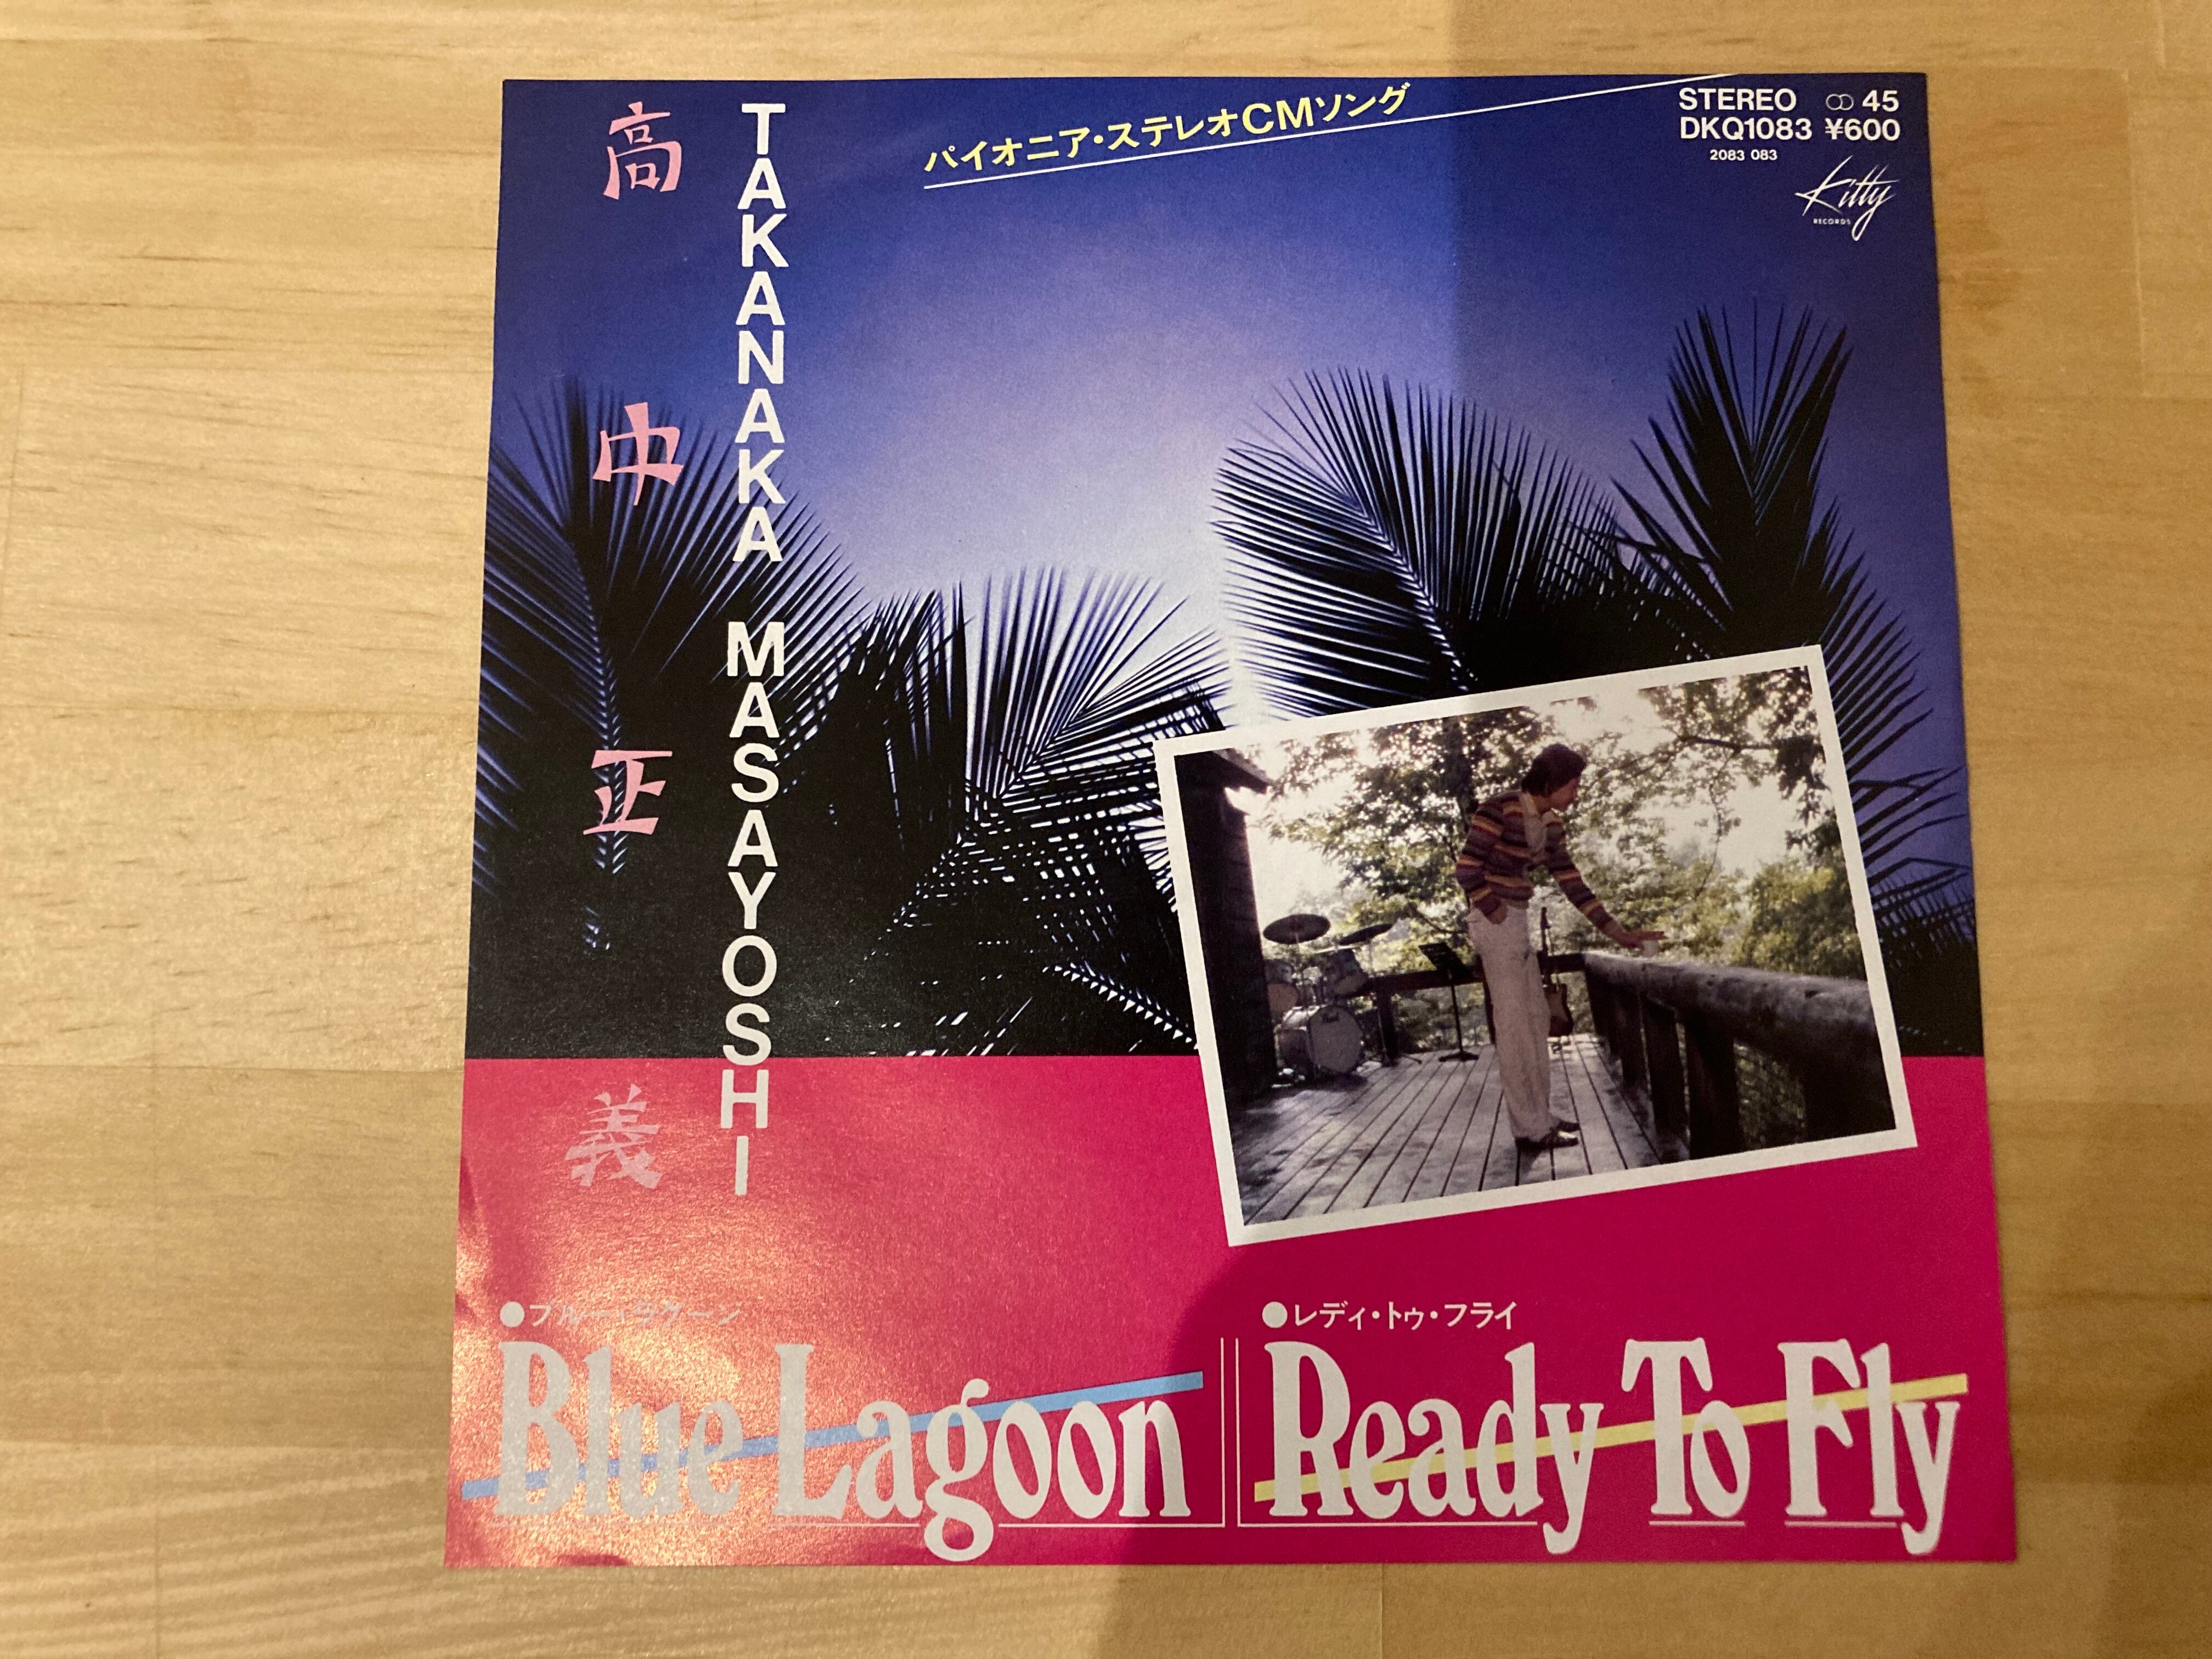 パイオニア・ステレオCMソング
STEREO ○○ 45
DKQ1083 ¥600
2083 083
Kitty
RECORDS
高中正義
TAKANAKA MASAYOSHI
●ブルー・ラグーン
Blue Lagoon
●レディ・トゥ・フライ
Ready To Fly